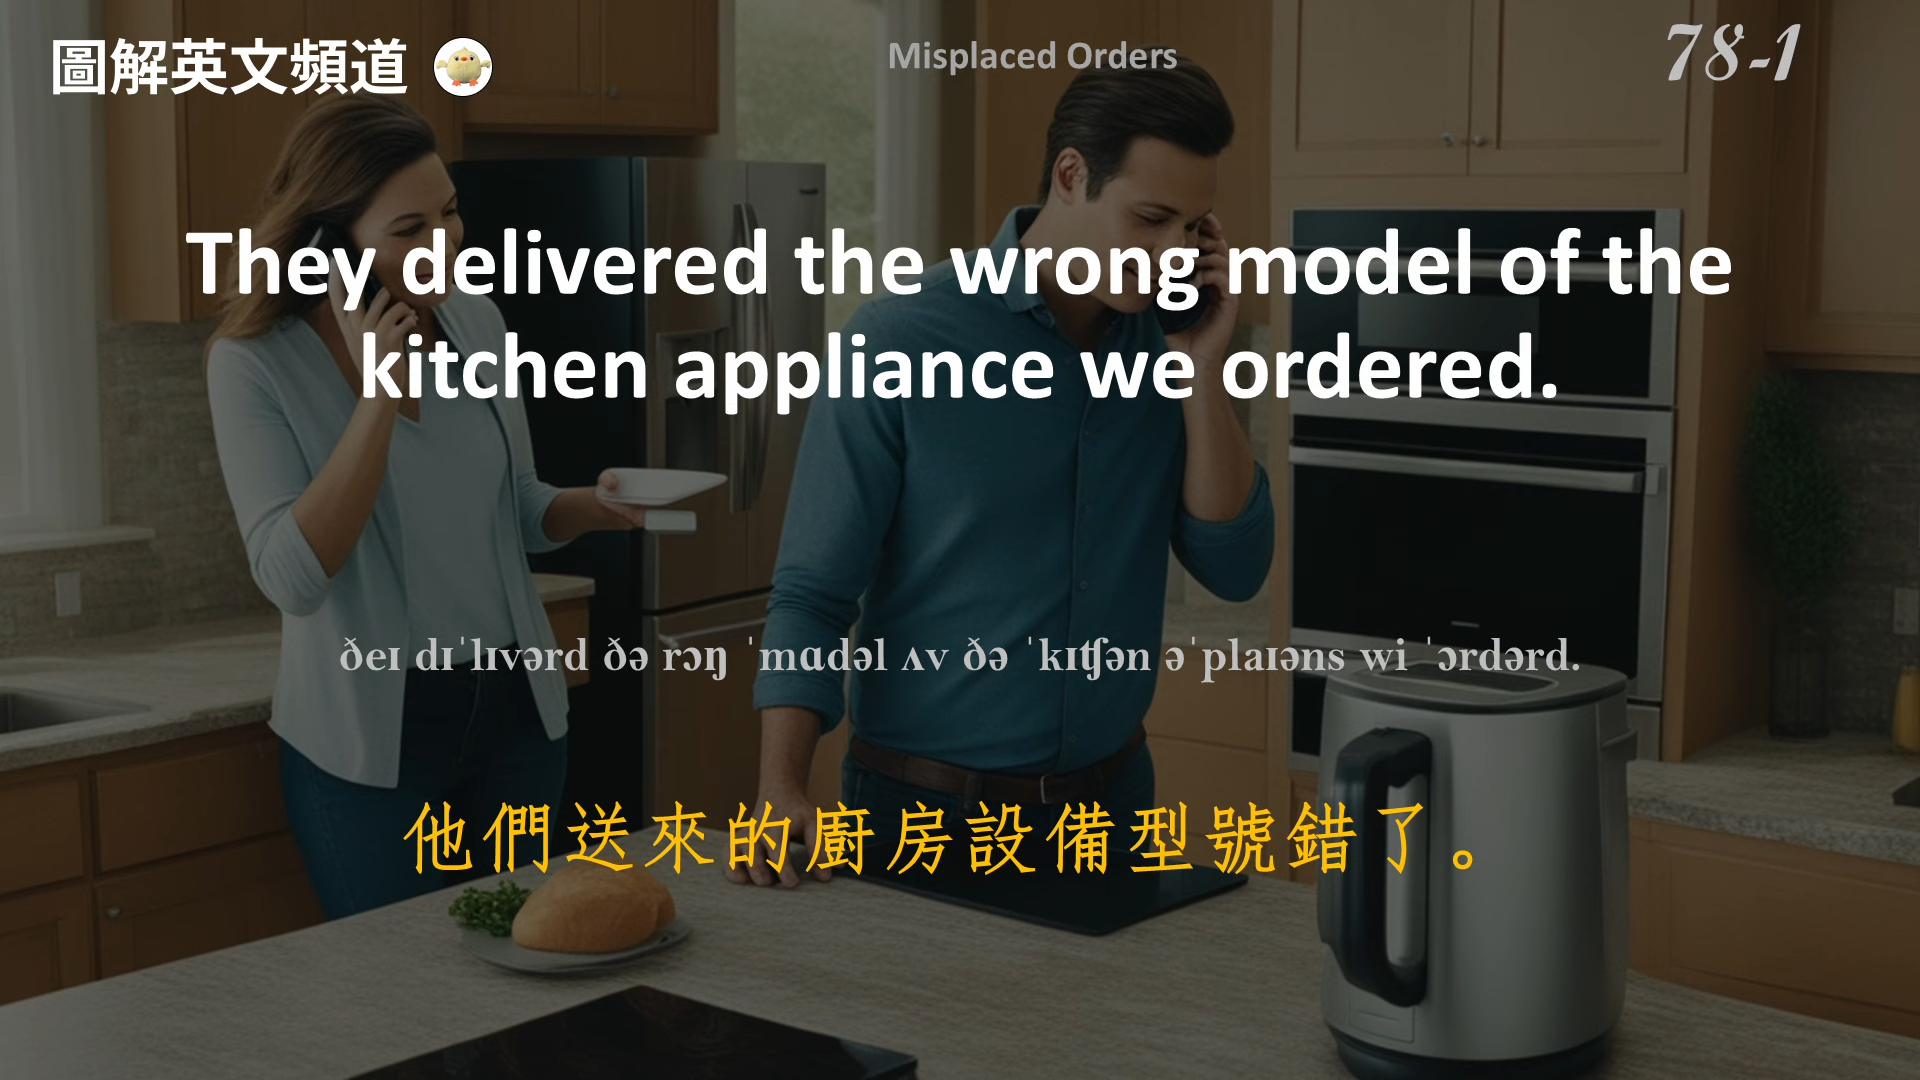 圖解英文頻道
Misplaced Orders
78-1
They delivered the wrong model of the
kitchen appliance we ordered.
ðeɪ dɪˈlɪvərd ðə rɔŋ ˈmɑdəl ʌv ðə ˈkɪʧən əˈplaɪəns wi ˈɔrdərd.
他們送來的廚房設備型號錯了。